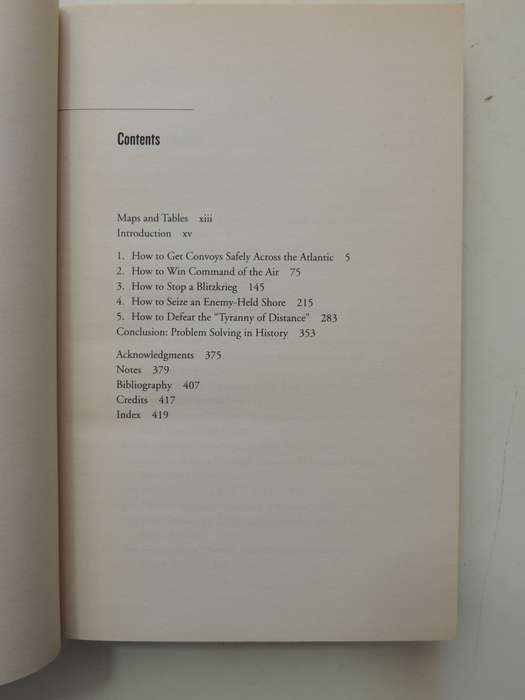 Contents
Maps and Tables xiii
Introduction xv
1. How to Get Convoys Safely Across the Atlantic 5
2. How to Win Command of the Air 75
3. How to Stop a Blitzkrieg 145
4. How to Seize an Enemy-Held Shore 215
5. How to Defeat the “Tyranny of Distance” 283
Conclusion: Problem Solving in History 353
Acknowledgments 375
Notes 379
Bibliography 407
Credits 417
Index 419